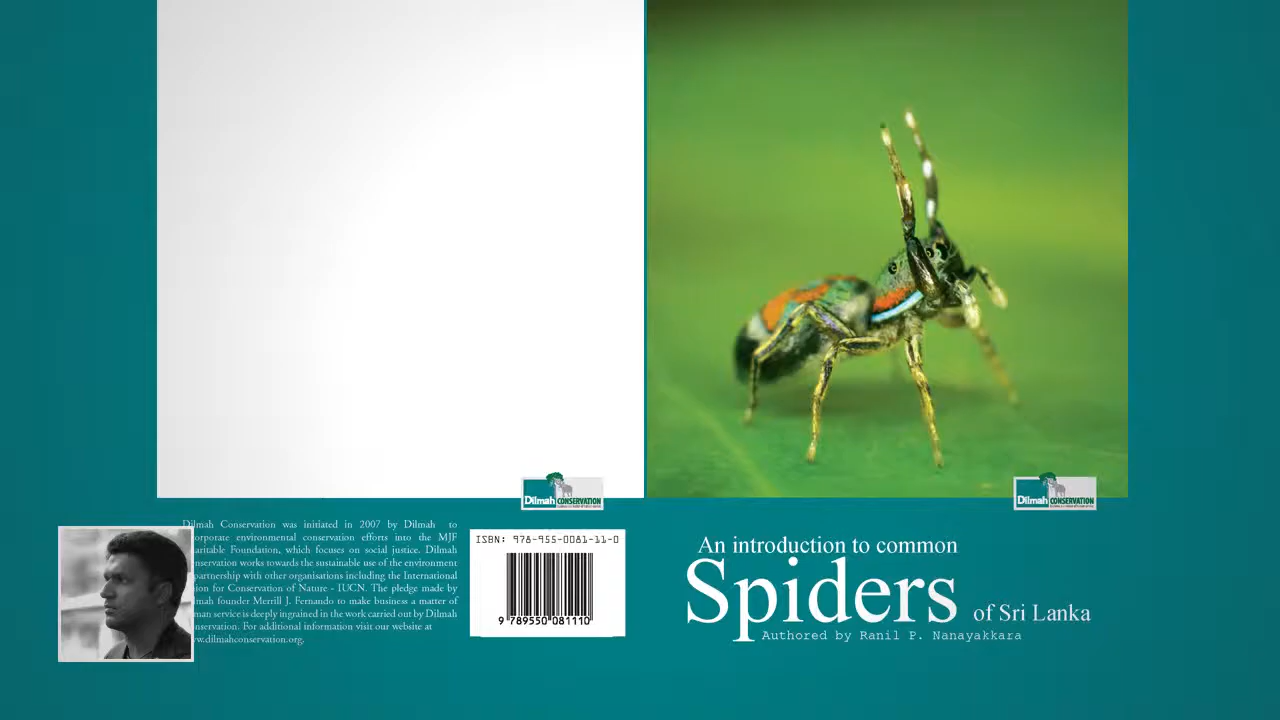 Dilmah CONSERVATION
Dilmah CONSERVATION
Dilmah Conservation was initiated in 2007 by Dilmah to
corporate environmental conservation efforts into the MJF
aritable Foundation, which focuses on social justice. Dilmah
nservation works towards the sustainable use of the environment
partnership with other organisations including the International
ion for Conservation of Nature - IUCN. The pledge made by
lmah founder Merrill J. Fernando to make business a matter of
man service is deeply ingrained in the work carried out by Dilmah
nservation. For additional information visit our website at
w.dilmahconservation.org.
ISBN: 978-955-0081-11-0
9 789550 081110
An introduction to common
Spiders of Sri Lanka
Authored by Ranil P. Nanayakkara